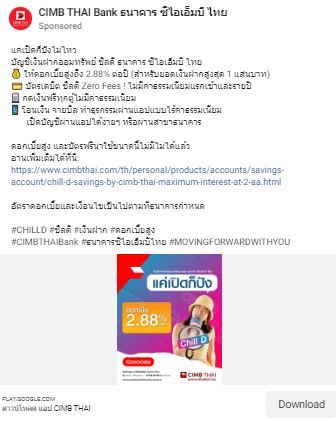 CIMB THAI Bank ธนาคาร ซีไอเอ็มบี ไทย
Sponsored
แค่เปิดก็ปังไม่ไหว
บัญชีเงินฝากออมทรัพย์ ชิลดี ธนาคาร ซีไอเอ็มบี ไทย
💰 ให้ดอกเบี้ยสูงถึง 2.88% ต่อปี (สำหรับยอดเงินฝากสูงสุด 1 แสนบาท)
💳 บัตรเดบิต ชิลดี Zero Fees ! ไม่มีค่าธรรมเนียมแรกเข้าและรายปี
🏧 กดเงินฟรีทุกตู้ไม่มีค่าธรรมเนียม
📱 โอนเงิน จ่ายบิล ทำธุรกรรมผ่านแอปแบบไร้ค่าธรรมเนียม
เปิดบัญชีผ่านแอปได้ง่ายๆ หรือผ่านสาขาธนาคาร
ดอกเบี้ยสูง และบัตรฟรีน่าใช้ขนาดนี้ไม่มีไม่ได้แล้ว
อ่านเพิ่มเติมได้ที่นี่:
https://www.cimbthai.com/th/personal/products/accounts/savings-
account/chill-d-savings-by-cimb-thai-maximum-interest-at-2-aa.html
อัตราดอกเบี้ยและเงื่อนไขเป็นไปตามที่ธนาคารกำหนด
#CHILLD #ชิลดี #เงินฝาก #ดอกเบี้ยสูง
#CIMBTHAIBank #ธนาคารซีไอเอ็มบีไทย #MOVINGFORWARDWITHYOU
แค่เปิดก็ปัง
ดอกเบี้ย
2.88%
Chill D
CIMB THAI
PLAY.GOOGLE.COM
ดาวน์โหลด แอป CIMB THAI
Download